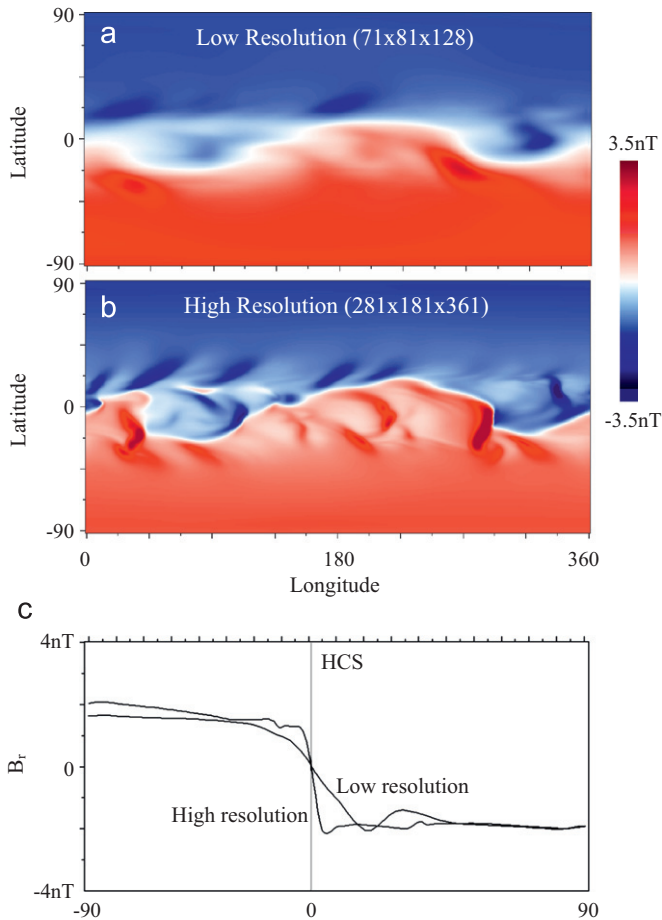 a
Low Resolution (71x81x128)
90
0
-90
Latitude
3.5nT
-3.5nT
b
High Resolution (281x181x361)
90
0
-90
Latitude
0
180
360
Longitude
c
4nT
0
-4nT
Br
HCS
Low resolution
High resolution
-90
0
90